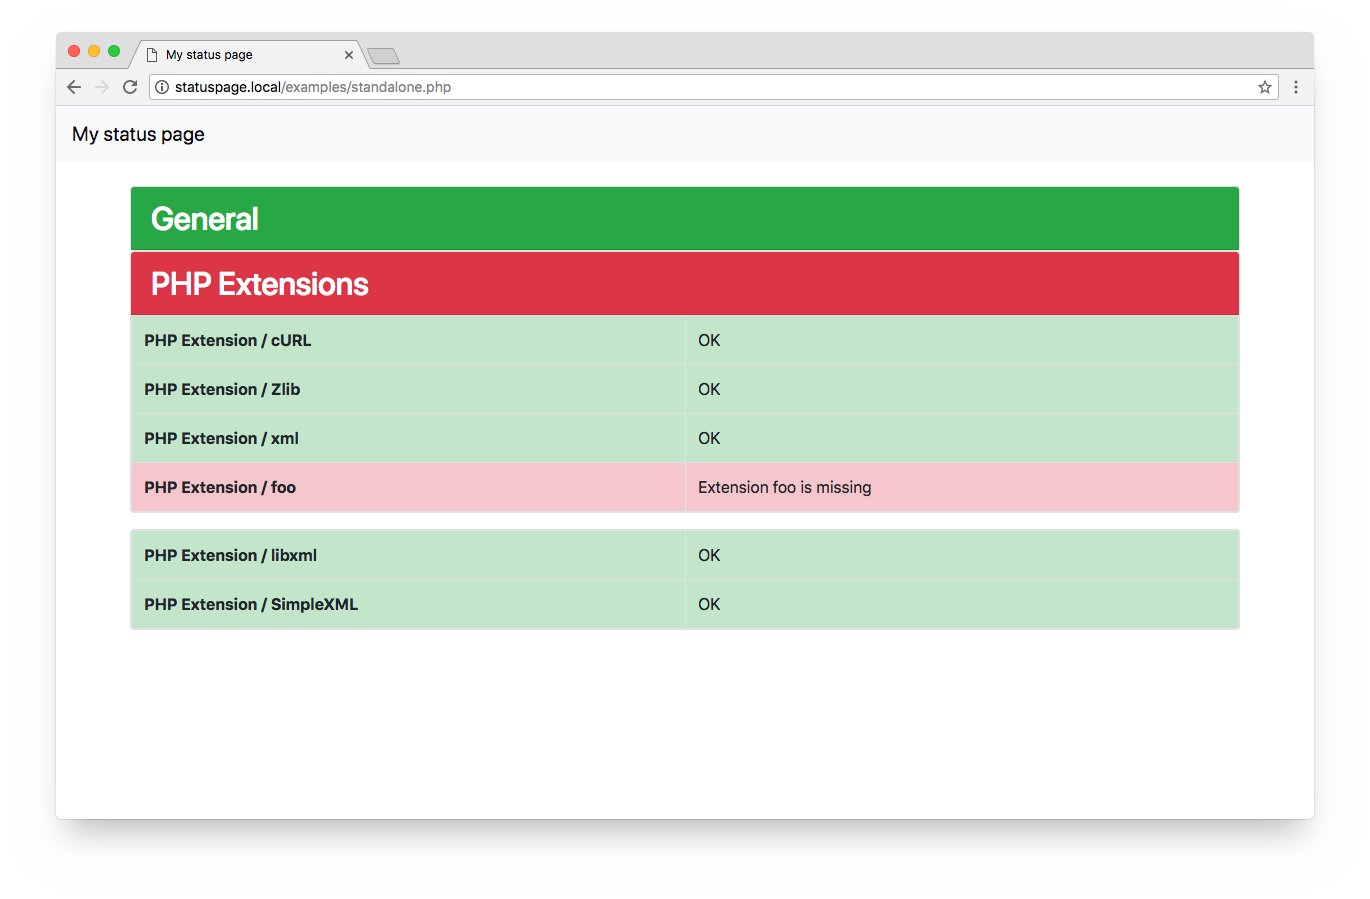 My status page
statuspage.local/examples/standalone.php
My status page
General
PHP Extensions
PHP Extension / cURL OK
PHP Extension / Zlib OK
PHP Extension / xml OK
PHP Extension / foo Extension foo is missing
PHP Extension / libxml OK
PHP Extension / SimpleXML OK